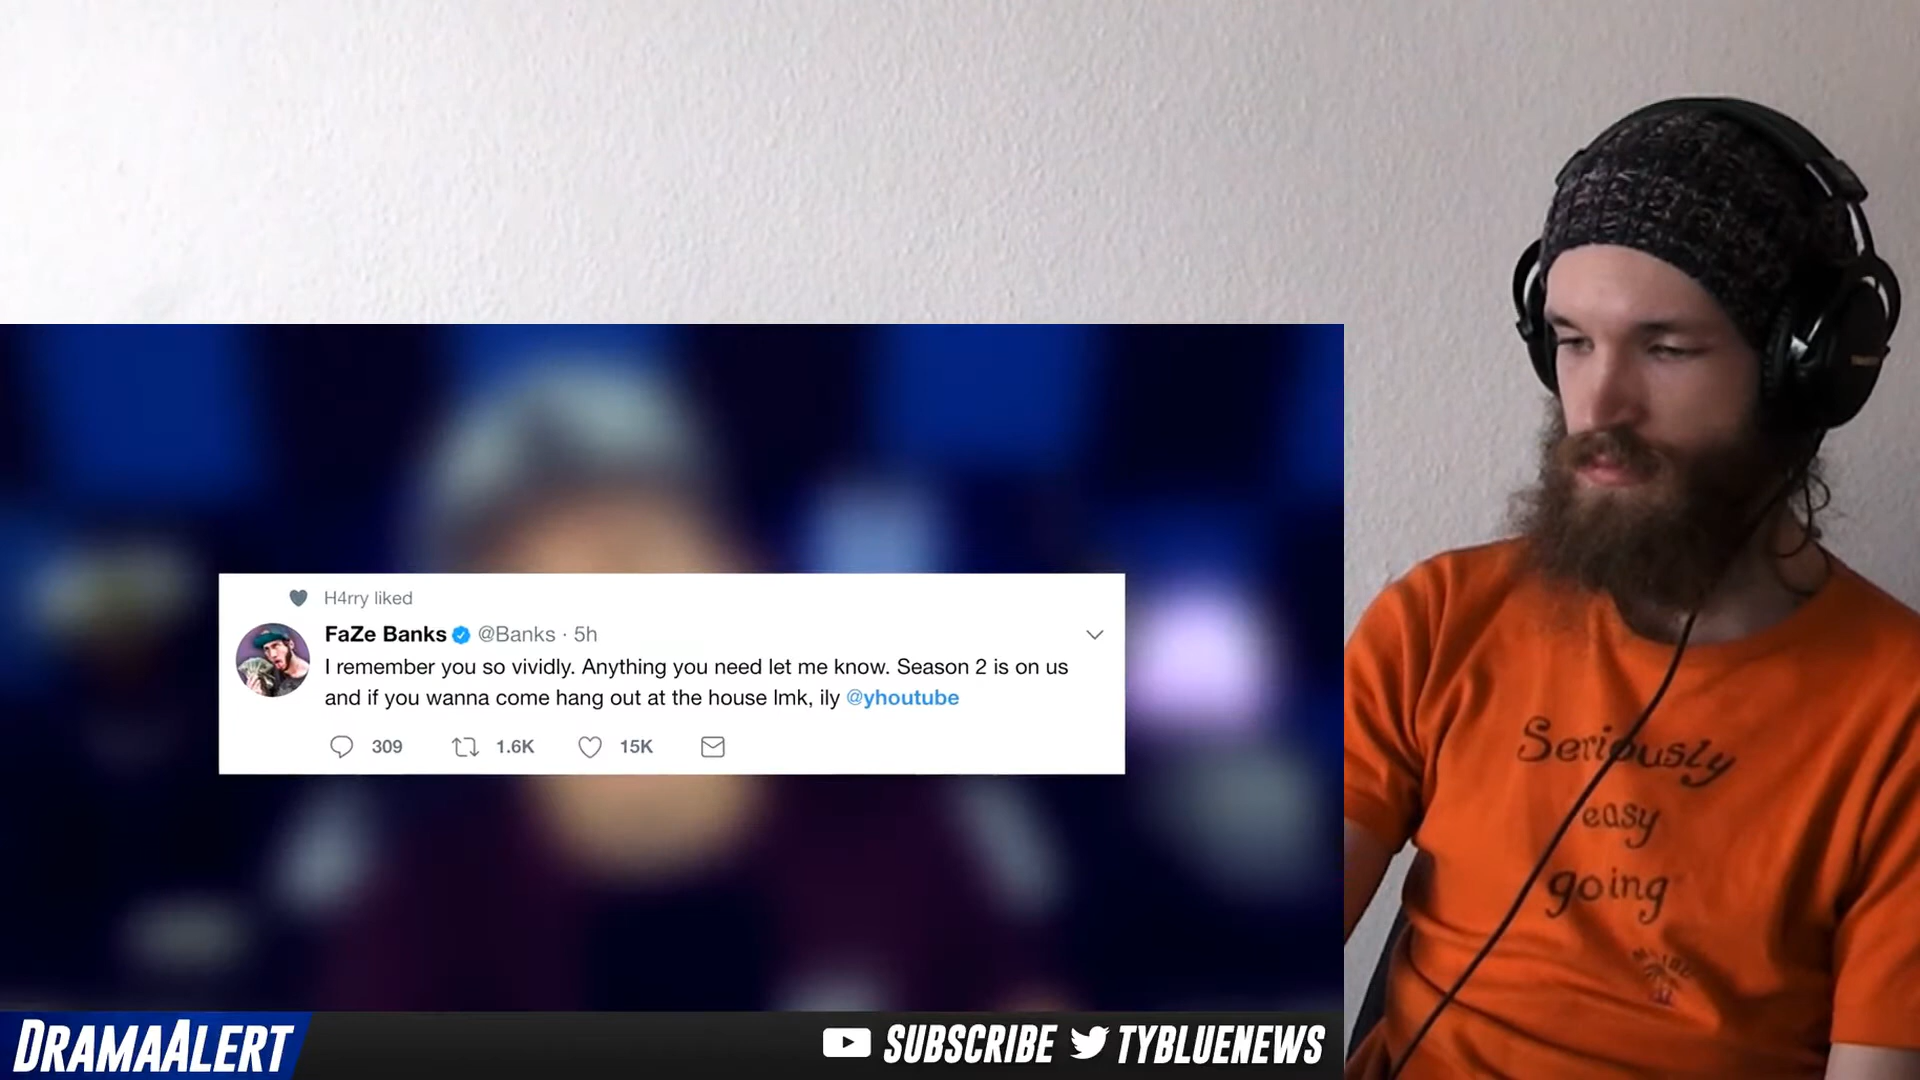 H4rry liked
FaZe Banks @Banks · 5h
I remember you so vividly. Anything you need let me know. Season 2 is on us
and if you wanna come hang out at the house lmk, ily @yhoutube
309 1.6K 15K
Seriously
easy
going
DRAMAALERT
SUBSCRIBE TYBLUENEWS